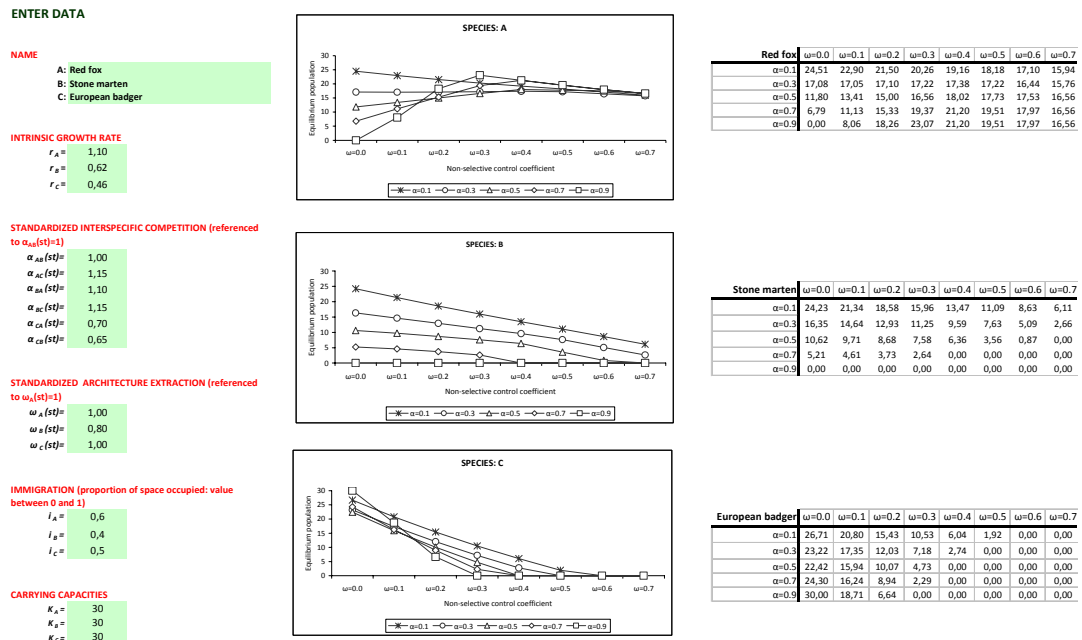 ENTER DATA
NAME
A: Red fox
B: Stone marten
C: European badger
INTRINSIC GROWTH RATE
r A = 1,10
r B = 0,62
r C = 0,46
STANDARDIZED INTERSPECIFIC COMPETITION (referenced
to αAB(st)=1)
α AB (st)= 1,00
α AC (st)= 1,15
α BA (st)= 1,10
α BC (st)= 1,15
α CA (st)= 0,70
α CB (st)= 0,65
STANDARDIZED ARCHITECTURE EXTRACTION (referenced
to ωA(st)=1)
ω A (st)= 1,00
ω B (st)= 0,80
ω C (st)= 1,00
IMMIGRATION (proportion of space occupied: value
between 0 and 1)
i A = 0,6
i B = 0,4
i C = 0,5
CARRYING CAPACITIES
K A = 30
K B = 30
K C = 30
SPECIES: A
Equilibrium population
30
25
20
15
10
5
0
ω=0.0 ω=0.1 ω=0.2 ω=0.3 ω=0.4 ω=0.5 ω=0.6 ω=0.7
Non-selective control coefficient
α=0.1 α=0.3 α=0.5 α=0.7 α=0.9
SPECIES: B
Equilibrium population
30
25
20
15
10
5
0
ω=0.0 ω=0.1 ω=0.2 ω=0.3 ω=0.4 ω=0.5 ω=0.6 ω=0.7
Non-selective control coefficient
α=0.1 α=0.3 α=0.5 α=0.7 α=0.9
SPECIES: C
Equilibrium population
30
25
20
15
10
5
0
ω=0.0 ω=0.1 ω=0.2 ω=0.3 ω=0.4 ω=0.5 ω=0.6 ω=0.7
Non-selective control coefficient
α=0.1 α=0.3 α=0.5 α=0.7 α=0.9
Red fox ω=0.0 ω=0.1 ω=0.2 ω=0.3 ω=0.4 ω=0.5 ω=0.6 ω=0.7
α=0.1 24,51 22,90 21,50 20,26 19,16 18,18 17,10 15,94
α=0.3 17,08 17,05 17,10 17,22 17,38 17,22 16,44 15,76
α=0.5 11,80 13,41 15,00 16,56 18,02 17,73 17,53 16,56
α=0.7 6,79 11,13 15,33 19,37 21,20 19,51 17,97 16,56
α=0.9 0,00 8,06 18,26 23,07 21,20 19,51 17,97 16,56
Stone marten ω=0.0 ω=0.1 ω=0.2 ω=0.3 ω=0.4 ω=0.5 ω=0.6 ω=0.7
α=0.1 24,23 21,34 18,58 15,96 13,47 11,09 8,63 6,11
α=0.3 16,35 14,64 12,93 11,25 9,59 7,63 5,09 2,66
α=0.5 10,62 9,71 8,68 7,58 6,36 3,56 0,87 0,00
α=0.7 5,21 4,61 3,73 2,64 0,00 0,00 0,00 0,00
α=0.9 0,00 0,00 0,00 0,00 0,00 0,00 0,00 0,00
European badger ω=0.0 ω=0.1 ω=0.2 ω=0.3 ω=0.4 ω=0.5 ω=0.6 ω=0.7
α=0.1 26,71 20,80 15,43 10,53 6,04 1,92 0,00 0,00
α=0.3 23,22 17,35 12,03 7,18 2,74 0,00 0,00 0,00
α=0.5 22,42 15,94 10,07 4,73 0,00 0,00 0,00 0,00
α=0.7 24,30 16,24 8,94 2,29 0,00 0,00 0,00 0,00
α=0.9 30,00 18,71 6,64 0,00 0,00 0,00 0,00 0,00